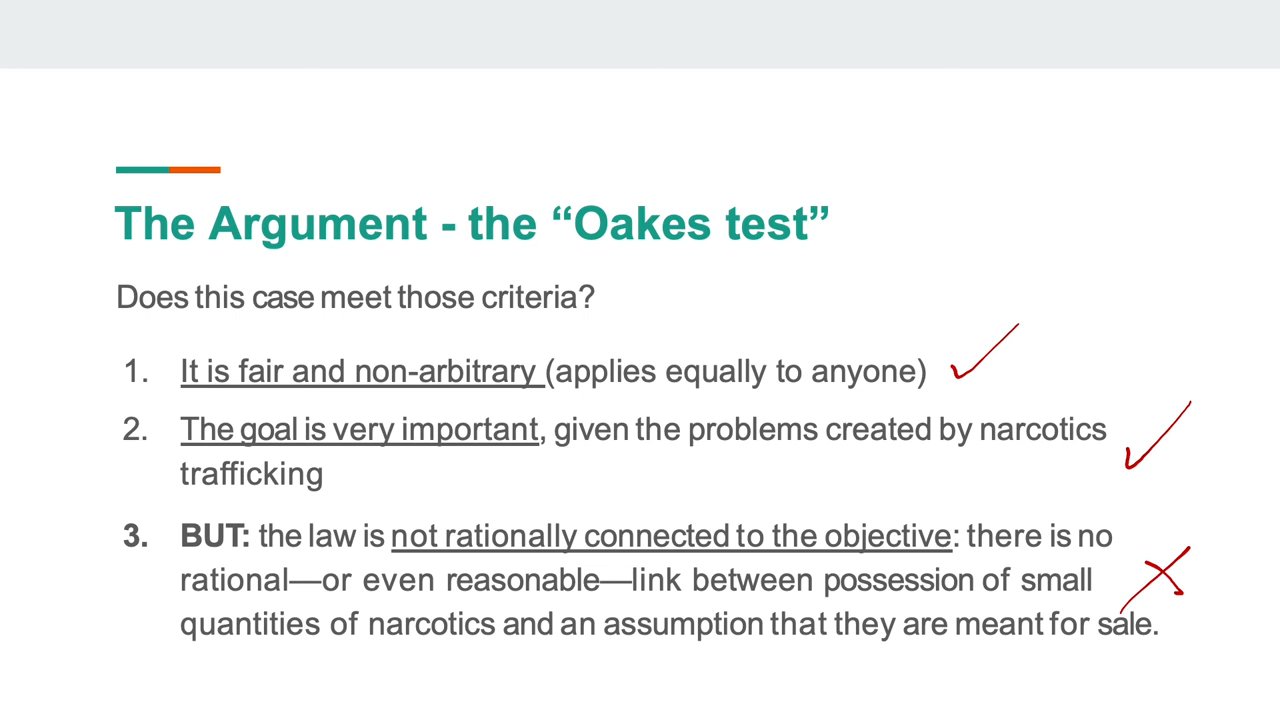 The Argument - the “Oakes test”
Does this case meet those criteria?
1. It is fair and non-arbitrary (applies equally to anyone)
2. The goal is very important, given the problems created by narcotics
trafficking
3. BUT: the law is not rationally connected to the objective: there is no
rational—or even reasonable—link between possession of small
quantities of narcotics and an assumption that they are meant for sale.